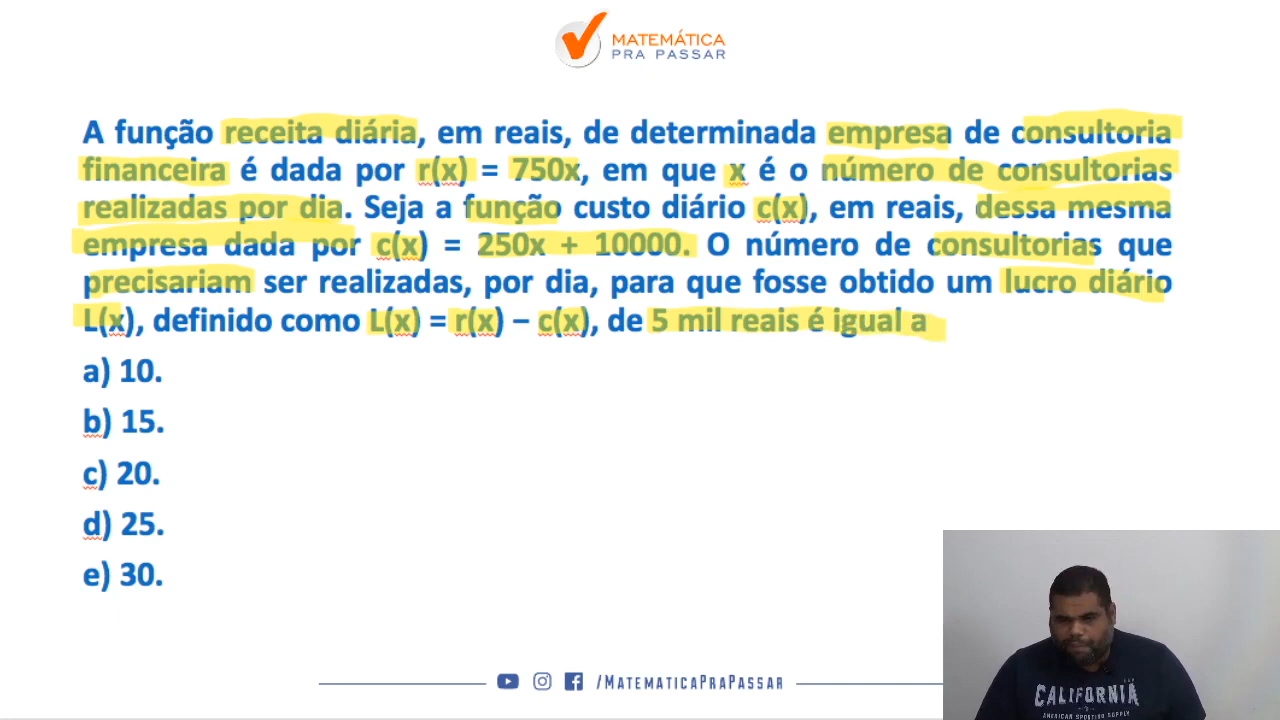 MATEMÁTICA
PRA PASSAR
A função receita diária, em reais, de determinada empresa de consultoria
financeira é dada por r(x) = 750x, em que x é o número de consultorias
realizadas por dia. Seja a função custo diário c(x), em reais, dessa mesma
empresa dada por c(x) = 250x + 10000. O número de consultorias que
precisariam ser realizadas, por dia, para que fosse obtido um lucro diário
L(x), definido como L(x) = r(x) – c(x), de 5 mil reais é igual a
a) 10.
b) 15.
c) 20.
d) 25.
e) 30.
/MATEMATICAPRAPASSAR
CALIFORNIA
AMERICAN SPORTING SUPPLY